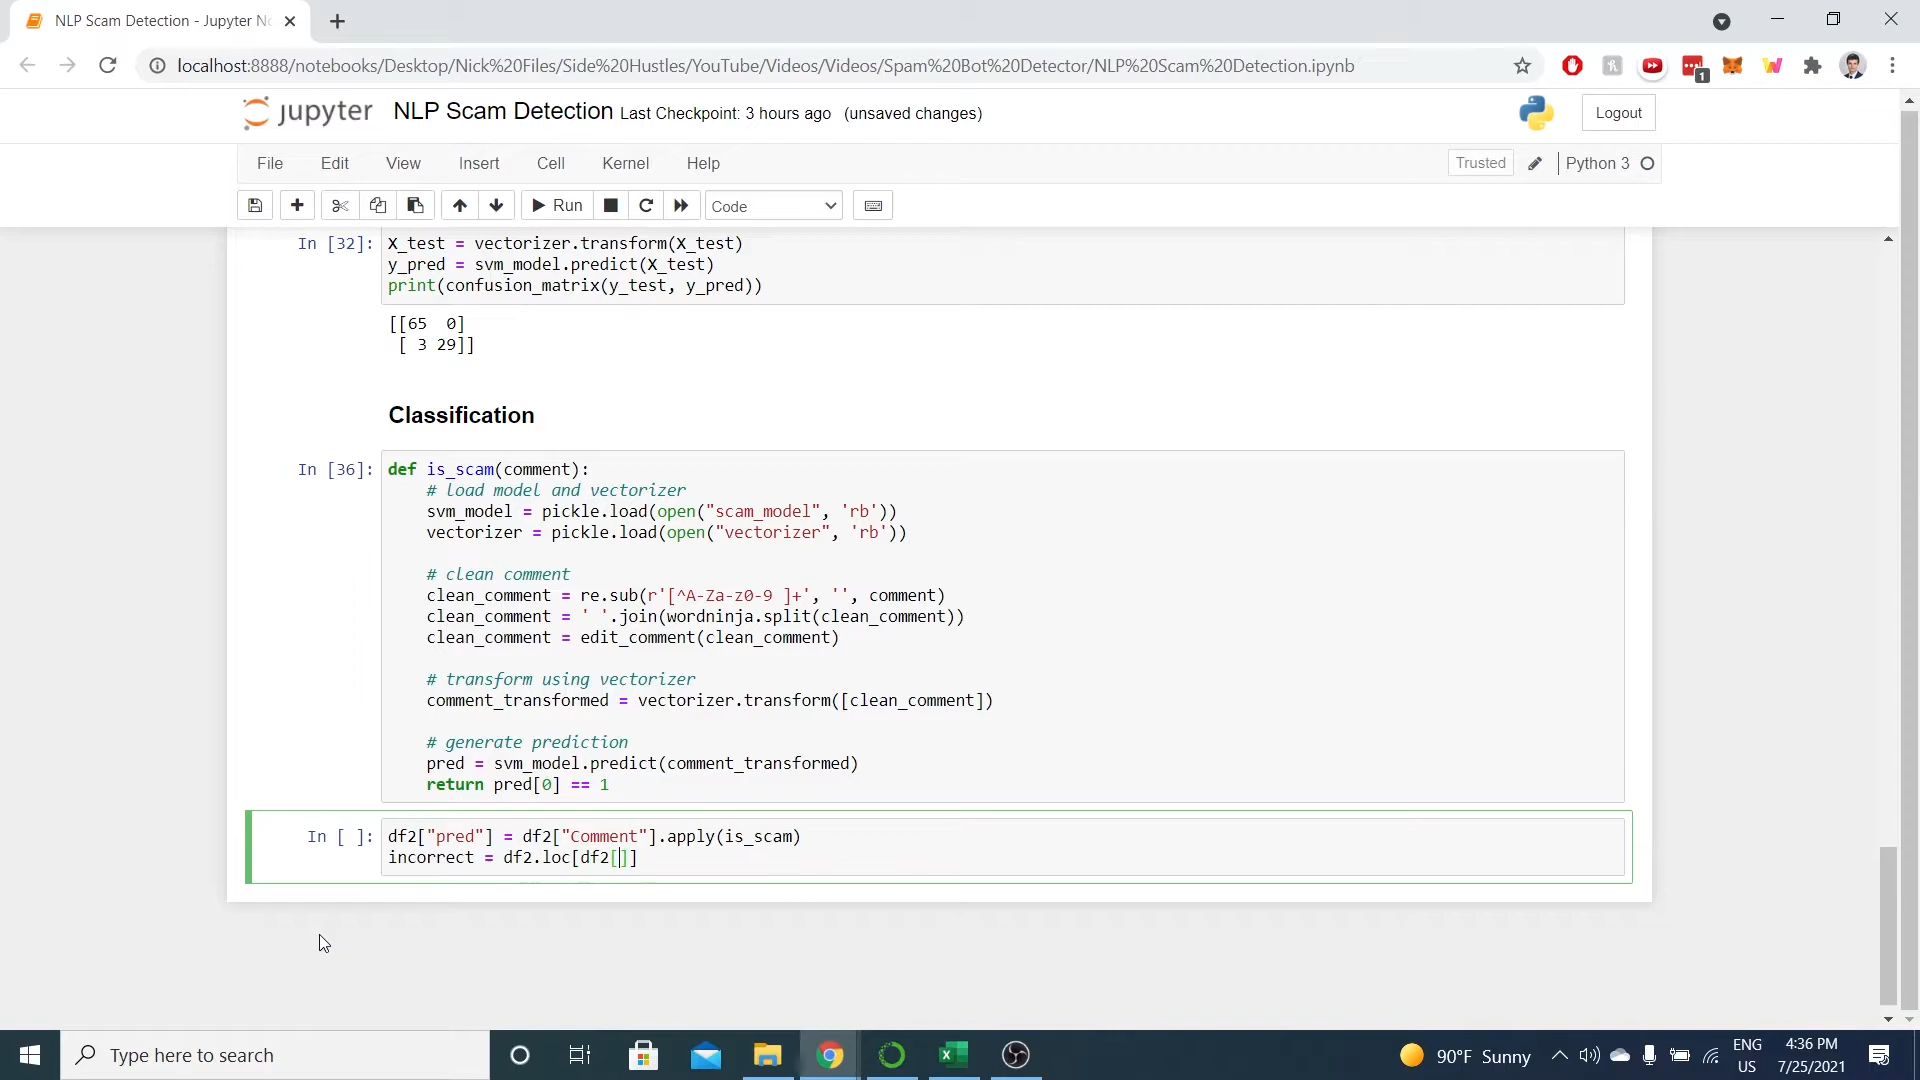 NLP Scam Detection - Jupyter No
localhost:8888/notebooks/Desktop/Nick%20Files/Side%20Hustles/YouTube/Videos/Videos/Spam%20Bot%20Detector/NLP%20Scam%20Detection.ipynb
1
jupyter NLP Scam Detection Last Checkpoint: 3 hours ago (unsaved changes)
Logout
File Edit View Insert Cell Kernel Help
Trusted Python 3
Run Code
In [32]: X_test = vectorizer.transform(X_test)
y_pred = svm_model.predict(X_test)
print(confusion_matrix(y_test, y_pred))
[[65  0]
[ 3 29]]
Classification
In [36]: def is_scam(comment):
# load model and vectorizer
svm_model = pickle.load(open("scam_model", 'rb'))
vectorizer = pickle.load(open("vectorizer", 'rb'))
# clean comment
clean_comment = re.sub(r'[^A-Za-z0-9 ]+', '', comment)
clean_comment = ' '.join(wordninja.split(clean_comment))
clean_comment = edit_comment(clean_comment)
# transform using vectorizer
comment_transformed = vectorizer.transform([clean_comment])
# generate prediction
pred = svm_model.predict(comment_transformed)
return pred[0] == 1
In [ ]: df2["pred"] = df2["Comment"].apply(is_scam)
incorrect = df2.loc[df2[]]
Type here to search
90°F Sunny
ENG
US
4:36 PM
7/25/2021